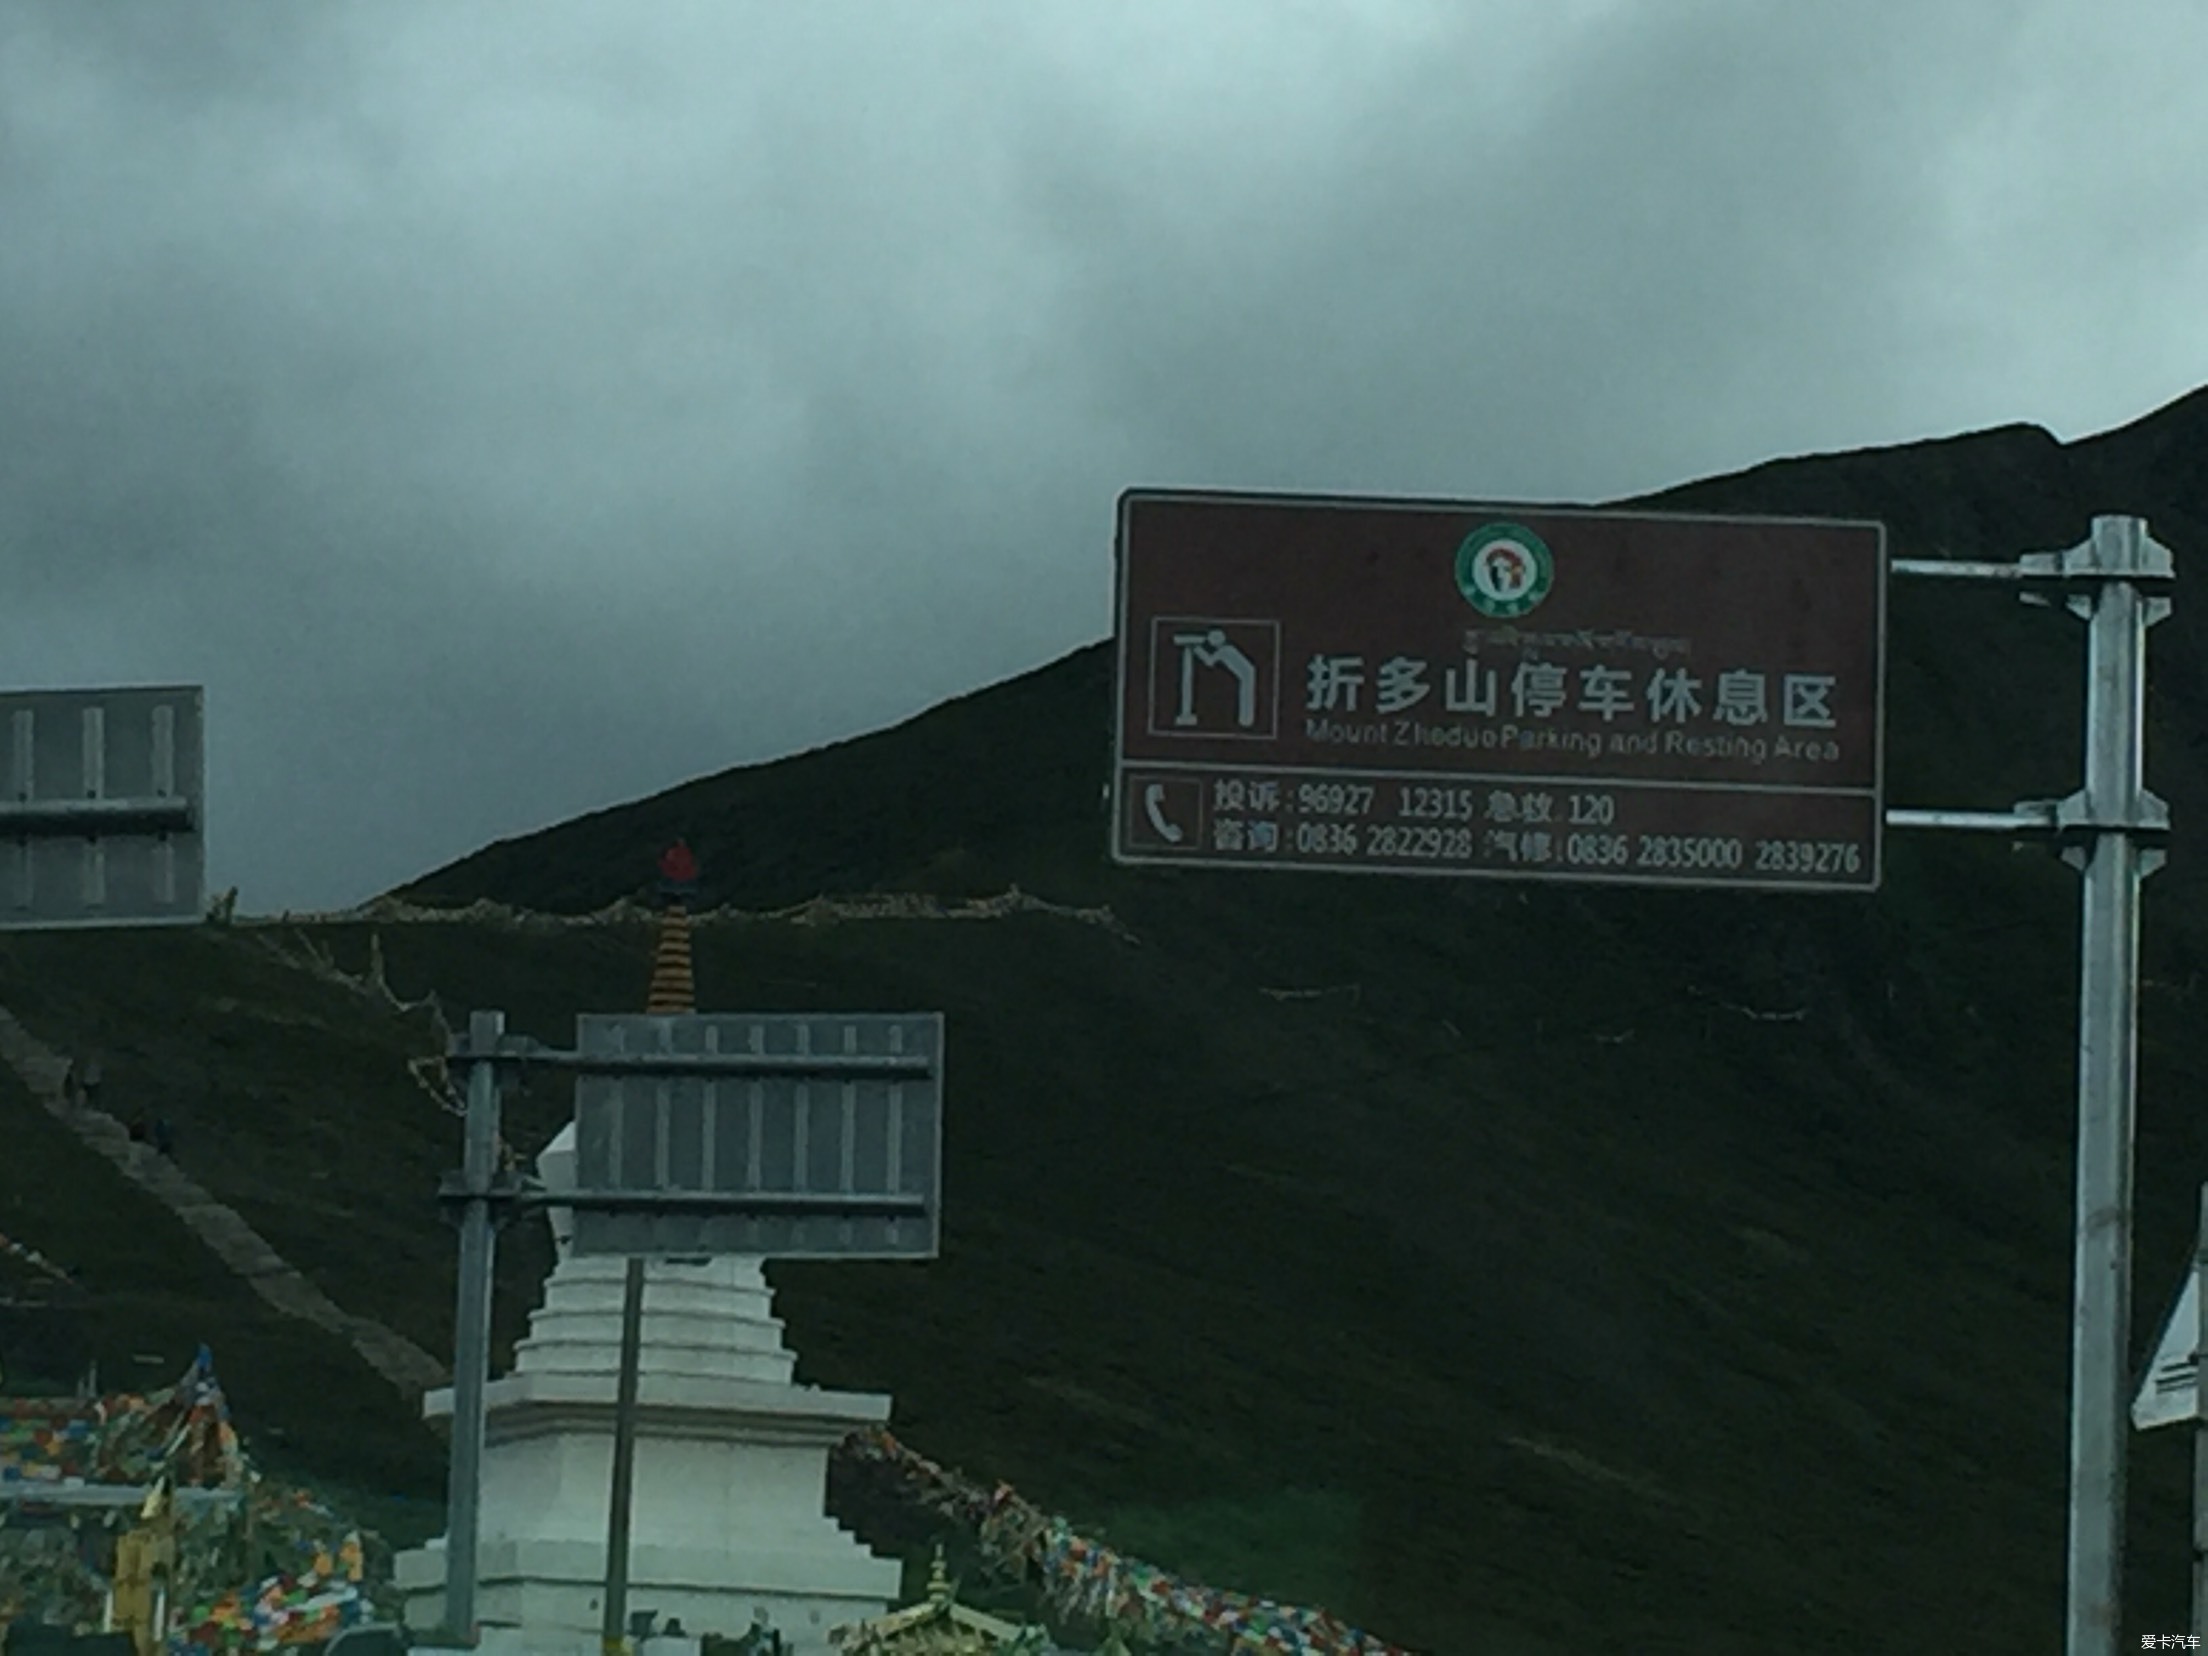 折多山停车休息区
Mount Zheduo Parking and Resting Area
投诉:96927 12315 急救:120
咨询:0836 2822928 汽修:0836 2835000 2839276
爱卡汽车